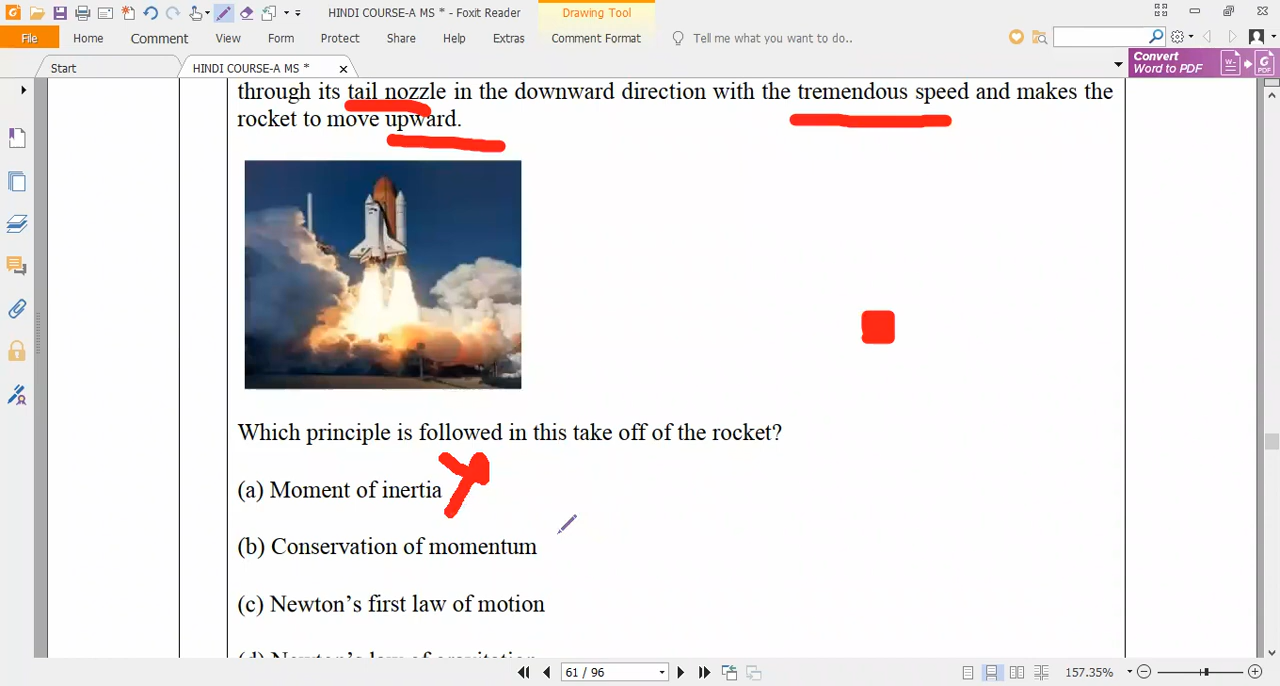 HINDI COURSE-A MS * - Foxit Reader
Drawing Tool
File Home Comment View Form Protect Share Help Extras Comment Format Tell me what you want to do..
Start
HINDI COURSE-A MS *
Convert
Word to PDF
through its tail nozzle in the downward direction with the tremendous speed and makes the
rocket to move upward.
Which principle is followed in this take off of the rocket?
(a) Moment of inertia
(b) Conservation of momentum
(c) Newton's first law of motion
(d) Newton's law of gravitation
61 / 96
157.35%